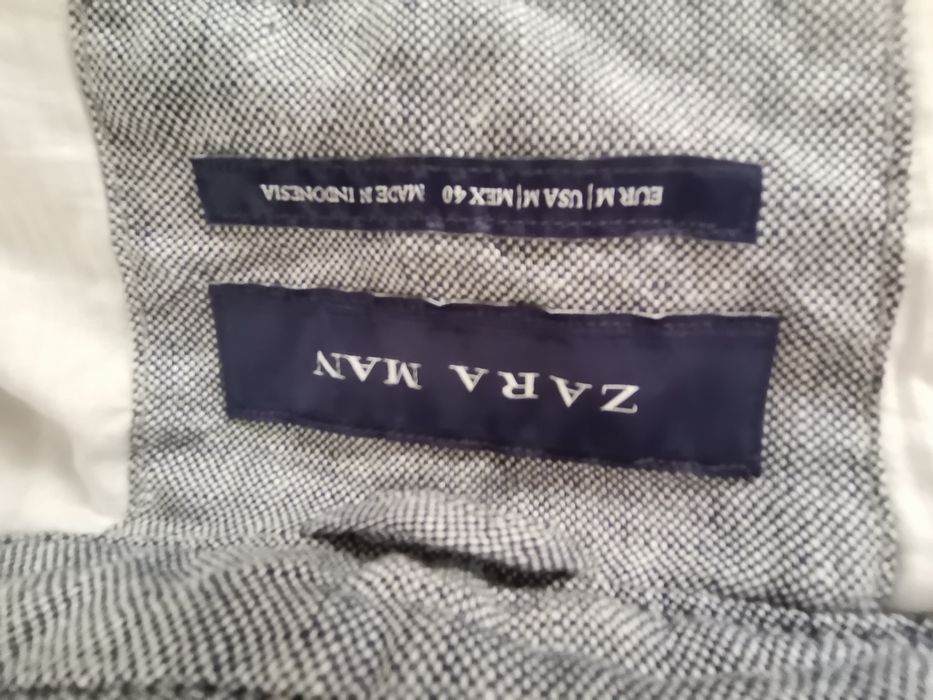 ZARA MAN
EUR M | USA M | MEX 40 MADE IN INDONESIA